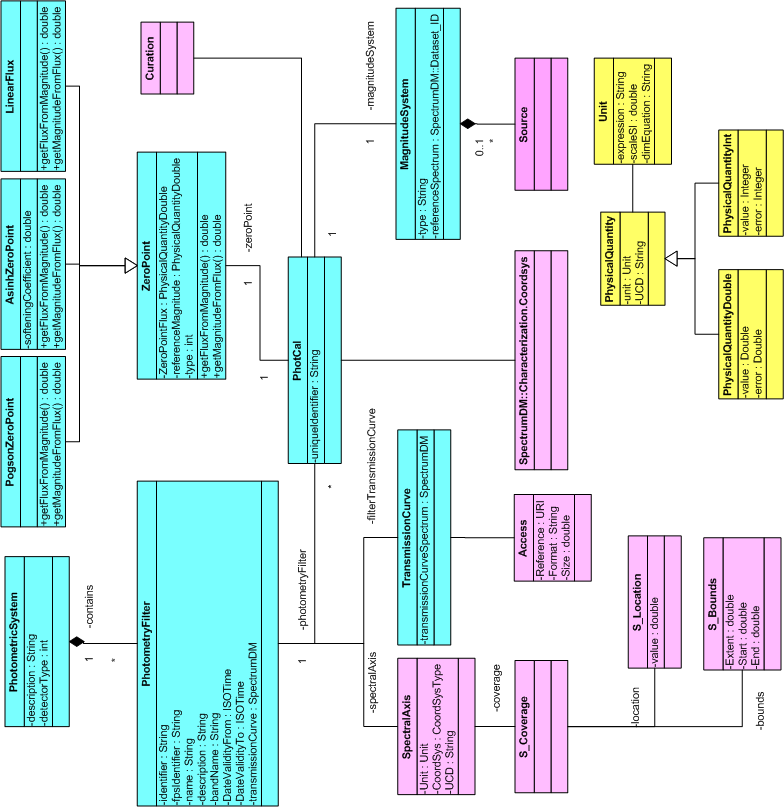 PhotometricSystem
-description : String
-detectorType : int
-contains
1
*
PhotometryFilter
-identifier : String
-fpsIdentifier : String
-name : String
-description : String
-bandName : String
-DateValidityFrom : ISOTime
-DateValidityTo : ISOTime
-transmissionCurve : SpectrumDM
1
-photometryFilter
*
-spectralAxis
-filterTransmissionCurve
SpectralAxis
-Unit : Unit
-CoordSys : CoordSysType
-UCD : String
-coverage
S_Coverage
-location
-bounds
S_Location
-value : double
S_Bounds
-Extent : double
-Start : double
-End : double
TransmissionCurve
-transmissionCurveSpectrum : SpectrumDM
Access
-Reference : URI
-Format : String
-Size : double
PogsonZeroPoint
+getFluxFromMagnitude() : double
+getMagnitudeFromFlux() : double
AsinhZeroPoint
-softeningCoefficient : double
+getFluxFromMagnitude() : double
+getMagnitudeFromFlux() : double
LinearFlux
+getFluxFromMagnitude() : double
+getMagnitudeFromFlux() : double
ZeroPoint
-ZeroPointFlux : PhysicalQuantityDouble
-referenceMagnitude : PhysicalQuantityDouble
-type : int
+getFluxFromMagnitude() : double
+getMagnitudeFromFlux() : double
-zeroPoint
1
1
PhotCal
-uniqueIdentifier : String
Curation
1
-magnitudeSystem
1
MagnitudeSystem
-type : String
-referenceSpectrum : SpectrumDM::Dataset_ID
0..1
*
Source
SpectrumDM::Characterization.Coordsys
Unit
-expression : String
-scaleSI : double
-dimEquation : String
PhysicalQuantity
-unit : Unit
-UCD : String
PhysicalQuantityInt
-value : Integer
-error : Integer
PhysicalQuantityDouble
-value : Double
-error : Double